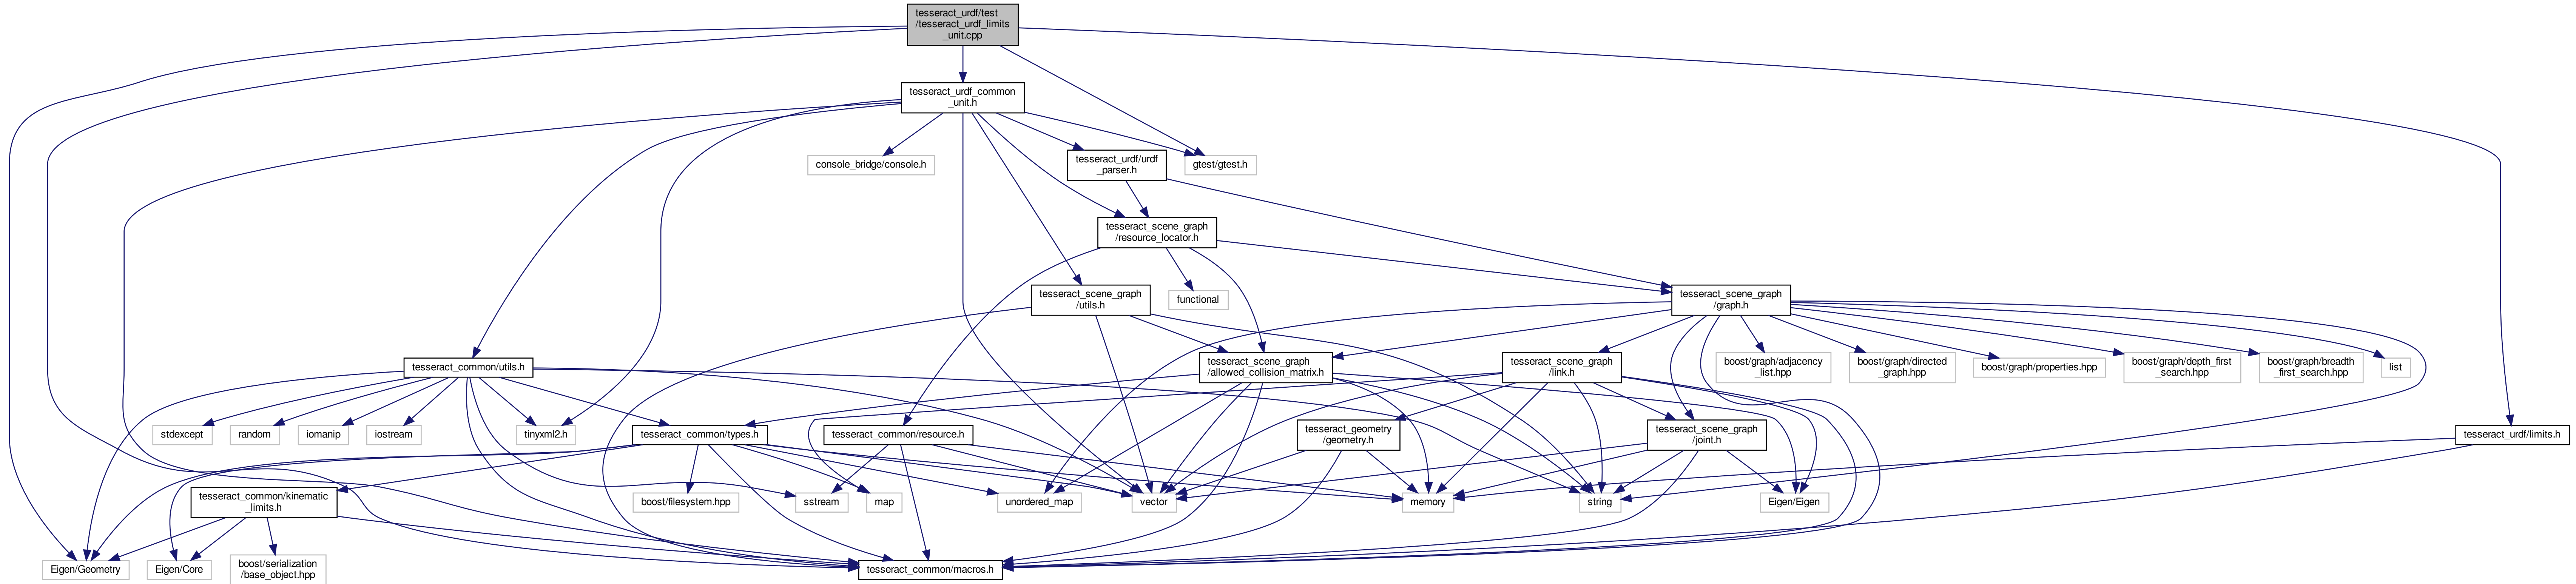 tesseract_urdf/test
/tesseract_urdf_limits
_unit.cpp
tesseract_urdf_common
_unit.h
console_bridge/console.h
tesseract_urdf/urdf
_parser.h
gtest/gtest.h
tesseract_scene_graph
/resource_locator.h
tesseract_scene_graph
/utils.h
functional
tesseract_scene_graph
/graph.h
tesseract_common/utils.h
tesseract_scene_graph
/allowed_collision_matrix.h
tesseract_scene_graph
/link.h
boost/graph/adjacency
_list.hpp
boost/graph/directed
_graph.hpp
boost/graph/properties.hpp
boost/graph/depth_first
_search.hpp
boost/graph/breadth
_first_search.hpp
list
stdexcept
random
iomanip
iostream
tinyxml2.h
tesseract_common/types.h
tesseract_common/resource.h
tesseract_geometry
/geometry.h
tesseract_scene_graph
/joint.h
tesseract_urdf/limits.h
tesseract_common/kinematic
_limits.h
boost/filesystem.hpp
sstream
map
unordered_map
vector
memory
string
Eigen/Eigen
Eigen/Geometry
Eigen/Core
boost/serialization
/base_object.hpp
tesseract_common/macros.h